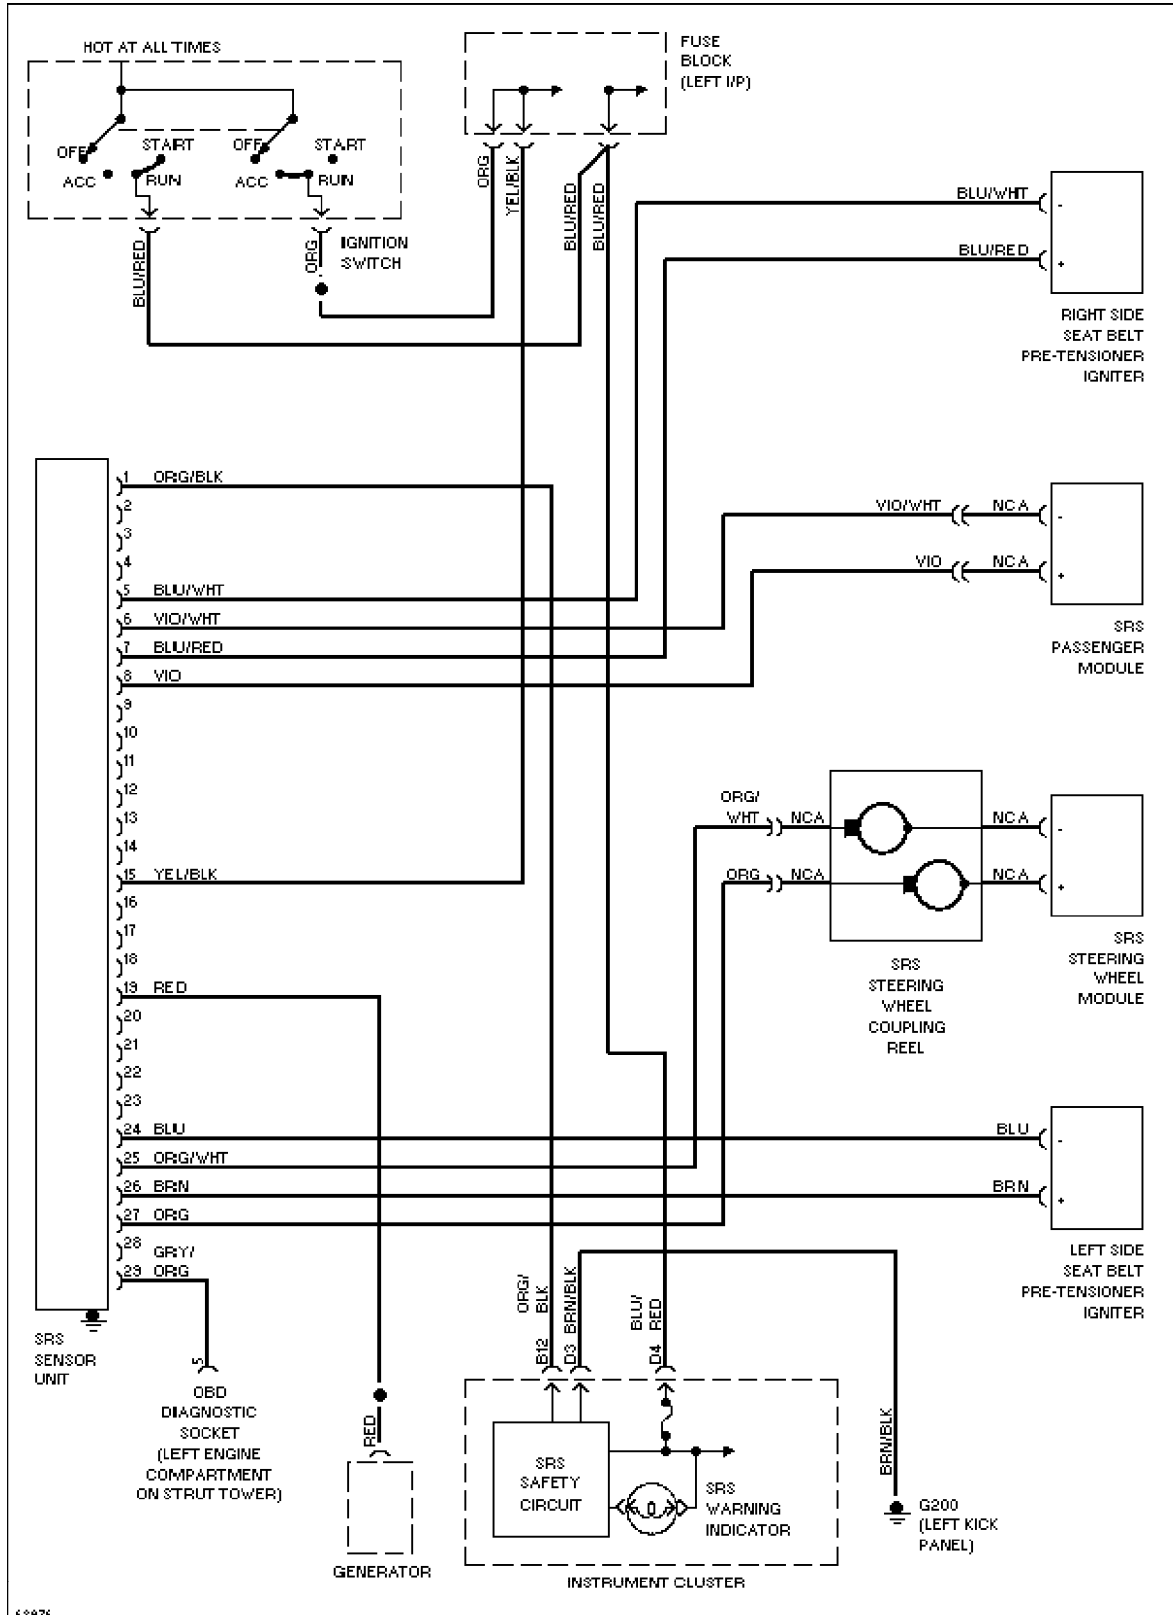 HOT AT ALL TIMES
FUSE
BLOCK
(LEFT I/P)
OFF
START
ACC
RUN
OFF
START
ACC
RUN
IGNITION
SWITCH
BLU/RED
ORG
ORG
YEL/BLK
BLU/RED
BLU/RED
BLU/WHT
-
BLU/RED
+
RIGHT SIDE
SEAT BELT
PRE-TENSIONER
IGNITER
1 ORG/BLK
2
3
4
5 BLU/WHT
6 VIO/WHT
7 BLU/RED
8 VIO
9
10
11
12
13
14
15 YEL/BLK
16
17
18
19 RED
20
21
22
23
24 BLU
25 ORG/WHT
26 BRN
27 ORG
28
GRY/
29 ORG
SRS
SENSOR
UNIT
VIO/WHT NCA -
VIO NCA +
SRS
PASSENGER
MODULE
ORG/
WHT NCA NCA -
ORG NCA NCA +
SRS
STEERING
WHEEL
COUPLING
REEL
SRS
STEERING
WHEEL
MODULE
BLU -
BRN +
LEFT SIDE
SEAT BELT
PRE-TENSIONER
IGNITER
5
OBD
DIAGNOSTIC
SOCKET
(LEFT ENGINE
COMPARTMENT
ON STRUT TOWER)
RED
GENERATOR
ORG/
BLK
B12
BRN/BLK
D3
BLU/
RED
D4
SRS
SAFETY
CIRCUIT
SRS
WARNING
INDICATOR
INSTRUMENT CLUSTER
BRN/BLK
G200
(LEFT KICK
PANEL)